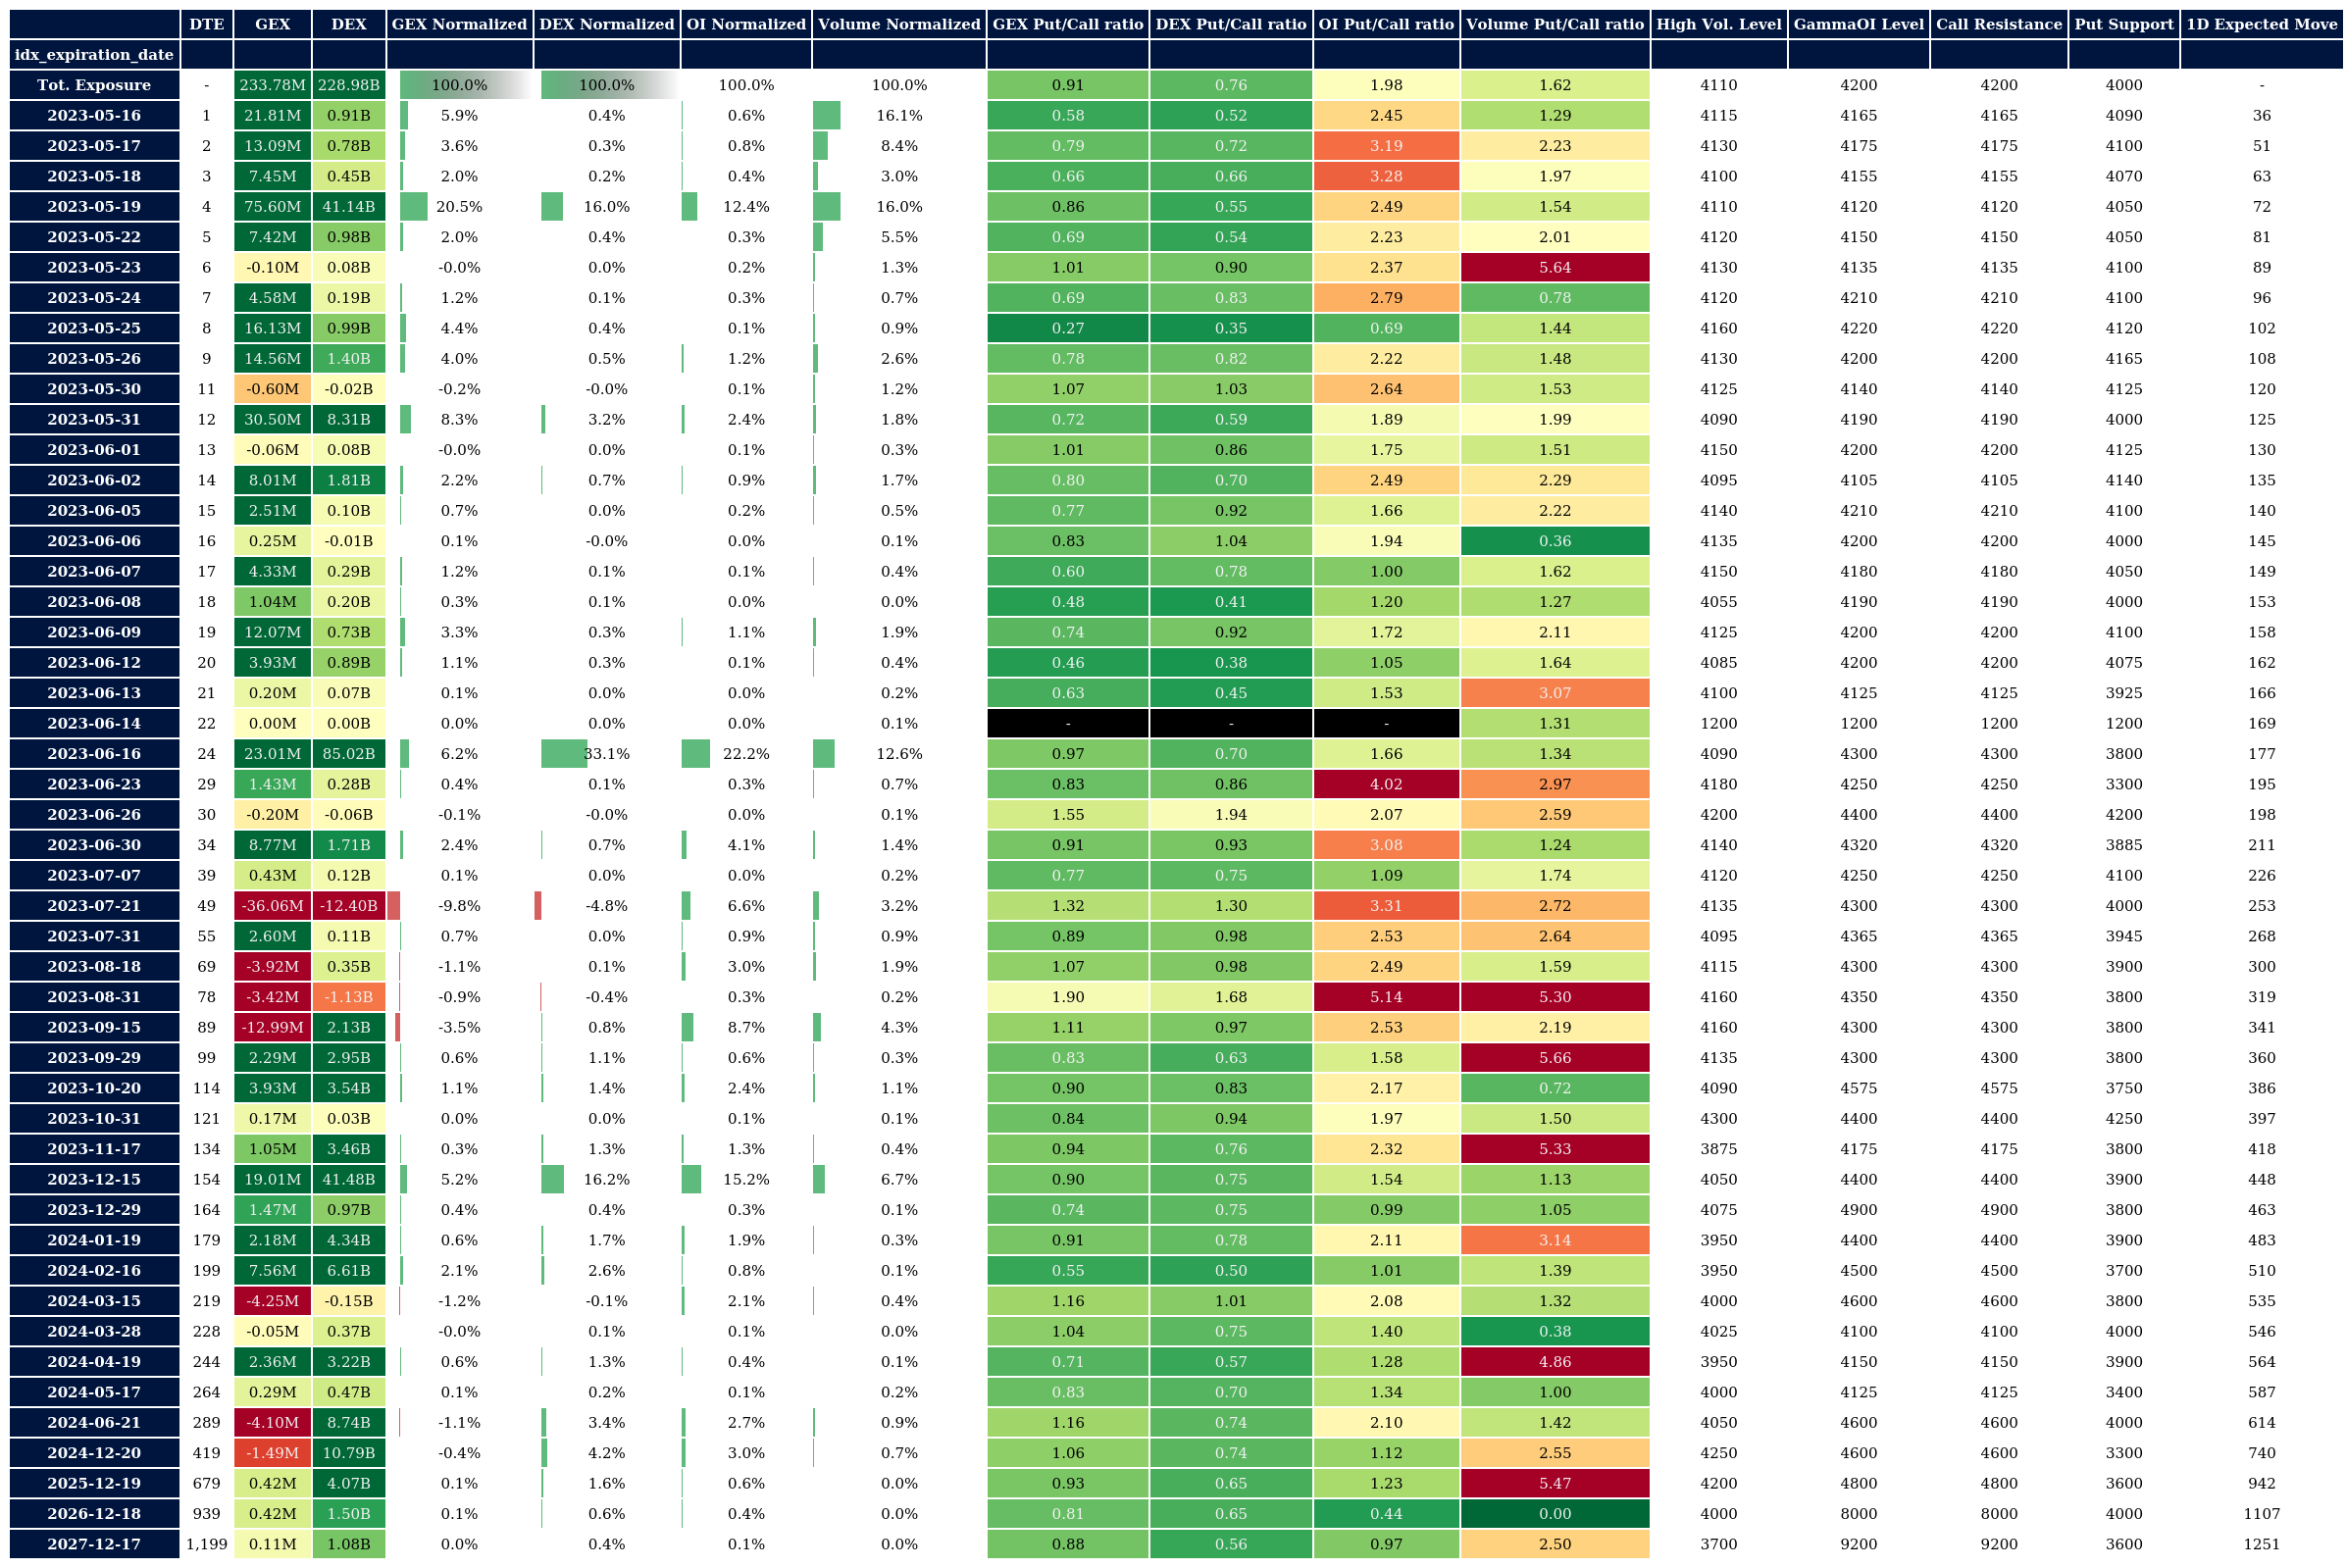 DTE GEX DEX GEX Normalized DEX Normalized OI Normalized Volume Normalized GEX Put/Call ratio DEX Put/Call ratio OI Put/Call ratio Volume Put/Call ratio High Vol. Level GammaOI Level Call Resistance Put Support 1D Expected Move
idx_expiration_date
Tot. Exposure - 233.78M 228.98B 100.0% 100.0% 100.0% 100.0% 0.91 0.76 1.98 1.62 4110 4200 4200 4000 -
2023-05-16 1 21.81M 0.91B 5.9% 0.4% 0.6% 16.1% 0.58 0.52 2.45 1.29 4115 4165 4165 4090 36
2023-05-17 2 13.09M 0.78B 3.6% 0.3% 0.8% 8.4% 0.79 0.72 3.19 2.23 4130 4175 4175 4100 51
2023-05-18 3 7.45M 0.45B 2.0% 0.2% 0.4% 3.0% 0.66 0.66 3.28 1.97 4100 4155 4155 4070 63
2023-05-19 4 75.60M 41.14B 20.5% 16.0% 12.4% 16.0% 0.86 0.55 2.49 1.54 4110 4120 4120 4050 72
2023-05-22 5 7.42M 0.98B 2.0% 0.4% 0.3% 5.5% 0.69 0.54 2.23 2.01 4120 4150 4150 4050 81
2023-05-23 6 -0.10M 0.08B -0.0% 0.0% 0.2% 1.3% 1.01 0.90 2.37 5.64 4130 4135 4135 4100 89
2023-05-24 7 4.58M 0.19B 1.2% 0.1% 0.3% 0.7% 0.69 0.83 2.79 0.78 4120 4210 4210 4100 96
2023-05-25 8 16.13M 0.99B 4.4% 0.4% 0.1% 0.9% 0.27 0.35 0.69 1.44 4160 4220 4220 4120 102
2023-05-26 9 14.56M 1.40B 4.0% 0.5% 1.2% 2.6% 0.78 0.82 2.22 1.48 4130 4200 4200 4165 108
2023-05-30 11 -0.60M -0.02B -0.2% -0.0% 0.1% 1.2% 1.07 1.03 2.64 1.53 4125 4140 4140 4125 120
2023-05-31 12 30.50M 8.31B 8.3% 3.2% 2.4% 1.8% 0.72 0.59 1.89 1.99 4090 4190 4190 4000 125
2023-06-01 13 -0.06M 0.08B -0.0% 0.0% 0.1% 0.3% 1.01 0.86 1.75 1.51 4150 4200 4200 4125 130
2023-06-02 14 8.01M 1.81B 2.2% 0.7% 0.9% 1.7% 0.80 0.70 2.49 2.29 4095 4105 4105 4140 135
2023-06-05 15 2.51M 0.10B 0.7% 0.0% 0.2% 0.5% 0.77 0.92 1.66 2.22 4140 4210 4210 4100 140
2023-06-06 16 0.25M -0.01B 0.1% -0.0% 0.0% 0.1% 0.83 1.04 1.94 0.36 4135 4200 4200 4000 145
2023-06-07 17 4.33M 0.29B 1.2% 0.1% 0.1% 0.4% 0.60 0.78 1.00 1.62 4150 4180 4180 4050 149
2023-06-08 18 1.04M 0.20B 0.3% 0.1% 0.0% 0.0% 0.48 0.41 1.20 1.27 4055 4190 4190 4000 153
2023-06-09 19 12.07M 0.73B 3.3% 0.3% 1.1% 1.9% 0.74 0.92 1.72 2.11 4125 4200 4200 4100 158
2023-06-12 20 3.93M 0.89B 1.1% 0.3% 0.1% 0.4% 0.46 0.38 1.05 1.64 4085 4200 4200 4075 162
2023-06-13 21 0.20M 0.07B 0.1% 0.0% 0.0% 0.2% 0.63 0.45 1.53 3.07 4100 4125 4125 3925 166
2023-06-14 22 0.00M 0.00B 0.0% 0.0% 0.0% 0.1% - - - 1.31 1200 1200 1200 1200 169
2023-06-16 24 23.01M 85.02B 6.2% 33.1% 22.2% 12.6% 0.97 0.70 1.66 1.34 4090 4300 4300 3800 177
2023-06-23 29 1.43M 0.28B 0.4% 0.1% 0.3% 0.7% 0.83 0.86 4.02 2.97 4180 4250 4250 3300 195
2023-06-26 30 -0.20M -0.06B -0.1% -0.0% 0.0% 0.1% 1.55 1.94 2.07 2.59 4200 4400 4400 4200 198
2023-06-30 34 8.77M 1.71B 2.4% 0.7% 4.1% 1.4% 0.91 0.93 3.08 1.24 4140 4320 4320 3885 211
2023-07-07 39 0.43M 0.12B 0.1% 0.0% 0.0% 0.2% 0.77 0.75 1.09 1.74 4120 4250 4250 4100 226
2023-07-21 49 -36.06M -12.40B -9.8% -4.8% 6.6% 3.2% 1.32 1.30 3.31 2.72 4135 4300 4300 4000 253
2023-07-31 55 2.60M 0.11B 0.7% 0.0% 0.9% 0.9% 0.89 0.98 2.53 2.64 4095 4365 4365 3945 268
2023-08-18 69 -3.92M 0.35B -1.1% 0.1% 3.0% 1.9% 1.07 0.98 2.49 1.59 4115 4300 4300 3900 300
2023-08-31 78 -3.42M -1.13B -0.9% -0.4% 0.3% 0.2% 1.90 1.68 5.14 5.30 4160 4350 4350 3800 319
2023-09-15 89 -12.99M 2.13B -3.5% 0.8% 8.7% 4.3% 1.11 0.97 2.53 2.19 4160 4300 4300 3800 341
2023-09-29 99 2.29M 2.95B 0.6% 1.1% 0.6% 0.3% 0.83 0.63 1.58 5.66 4135 4300 4300 3800 360
2023-10-20 114 3.93M 3.54B 1.1% 1.4% 2.4% 1.1% 0.90 0.83 2.17 0.72 4090 4575 4575 3750 386
2023-10-31 121 0.17M 0.03B 0.0% 0.0% 0.1% 0.1% 0.84 0.94 1.97 1.50 4300 4400 4400 4250 397
2023-11-17 134 1.05M 3.46B 0.3% 1.3% 1.3% 0.4% 0.94 0.76 2.32 5.33 3875 4175 4175 3800 418
2023-12-15 154 19.01M 41.48B 5.2% 16.2% 15.2% 6.7% 0.90 0.75 1.54 1.13 4050 4400 4400 3900 448
2023-12-29 164 1.47M 0.97B 0.4% 0.4% 0.3% 0.1% 0.74 0.75 0.99 1.05 4075 4900 4900 3800 463
2024-01-19 179 2.18M 4.34B 0.6% 1.7% 1.9% 0.3% 0.91 0.78 2.11 3.14 3950 4400 4400 3900 483
2024-02-16 199 7.56M 6.61B 2.1% 2.6% 0.8% 0.1% 0.55 0.50 1.01 1.39 3950 4500 4500 3700 510
2024-03-15 219 -4.25M -0.15B -1.2% -0.1% 2.1% 0.4% 1.16 1.01 2.08 1.32 4000 4600 4600 3800 535
2024-03-28 228 -0.05M 0.37B -0.0% 0.1% 0.1% 0.0% 1.04 0.75 1.40 0.38 4025 4100 4100 4000 546
2024-04-19 244 2.36M 3.22B 0.6% 1.3% 0.4% 0.1% 0.71 0.57 1.28 4.86 3950 4150 4150 3900 564
2024-05-17 264 0.29M 0.47B 0.1% 0.2% 0.1% 0.2% 0.83 0.70 1.34 1.00 4000 4125 4125 3400 587
2024-06-21 289 -4.10M 8.74B -1.1% 3.4% 2.7% 0.9% 1.16 0.74 2.10 1.42 4050 4600 4600 4000 614
2024-12-20 419 -1.49M 10.79B -0.4% 4.2% 3.0% 0.7% 1.06 0.74 1.12 2.55 4250 4600 4600 3300 740
2025-12-19 679 0.42M 4.07B 0.1% 1.6% 0.6% 0.0% 0.93 0.65 1.23 5.47 4200 4800 4800 3600 942
2026-12-18 939 0.42M 1.50B 0.1% 0.6% 0.4% 0.0% 0.81 0.65 0.44 0.00 4000 8000 8000 4000 1107
2027-12-17 1,199 0.11M 1.08B 0.0% 0.4% 0.1% 0.0% 0.88 0.56 0.97 2.50 3700 9200 9200 3600 1251